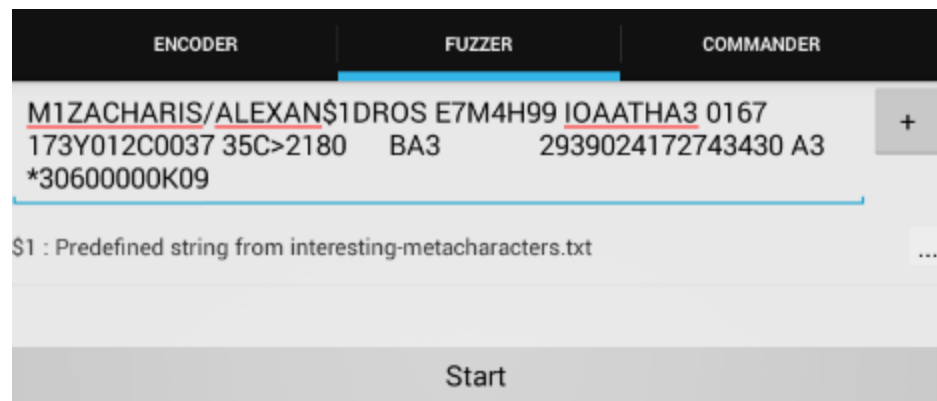 ENCODER FUZZER COMMANDER
M1ZACHARIS/ALEXAN$1DROS E7M4H99 IOAATHA3 0167
173Y012C0037 35C>2180 BA3 2939024172743430 A3
*30600000K09
+
$1 : Predefined string from interesting-metacharacters.txt
...
Start